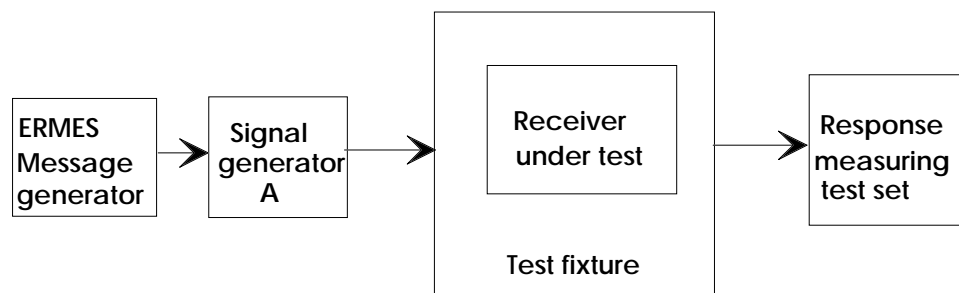 ERMES
Message
generator
Signal
generator
A
Receiver
under test
Test fixture
Response
measuring
test set